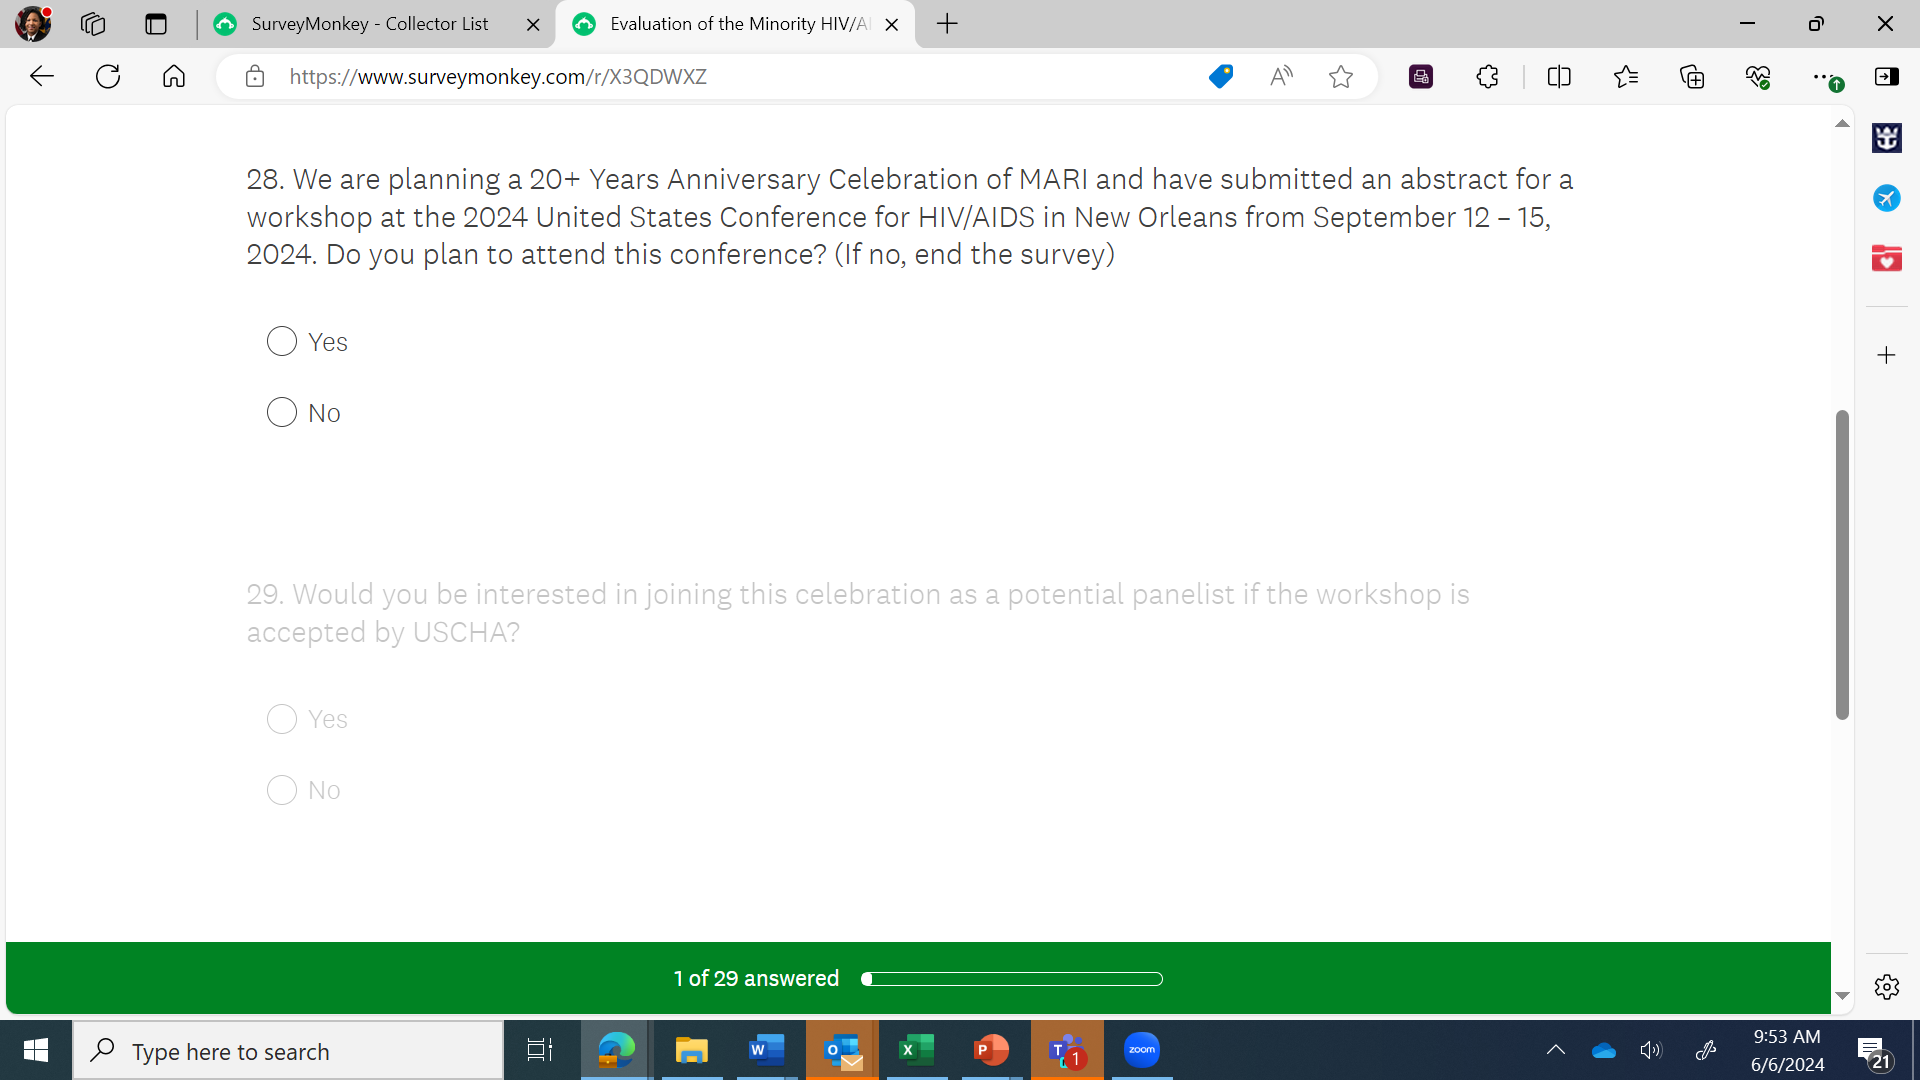 SurveyMonkey - Collector List
Evaluation of the Minority HIV/A
https://www.surveymonkey.com/r/X3QDWXZ
28. We are planning a 20+ Years Anniversary Celebration of MARI and have submitted an abstract for a
workshop at the 2024 United States Conference for HIV/AIDS in New Orleans from September 12 – 15,
2024. Do you plan to attend this conference? (If no, end the survey)
Yes
No
29. Would you be interested in joining this celebration as a potential panelist if the workshop is
accepted by USCHA?
Yes
No
1 of 29 answered
Type here to search
W
O
X
P
T
1
zoom
9:53 AM
6/6/2024
21